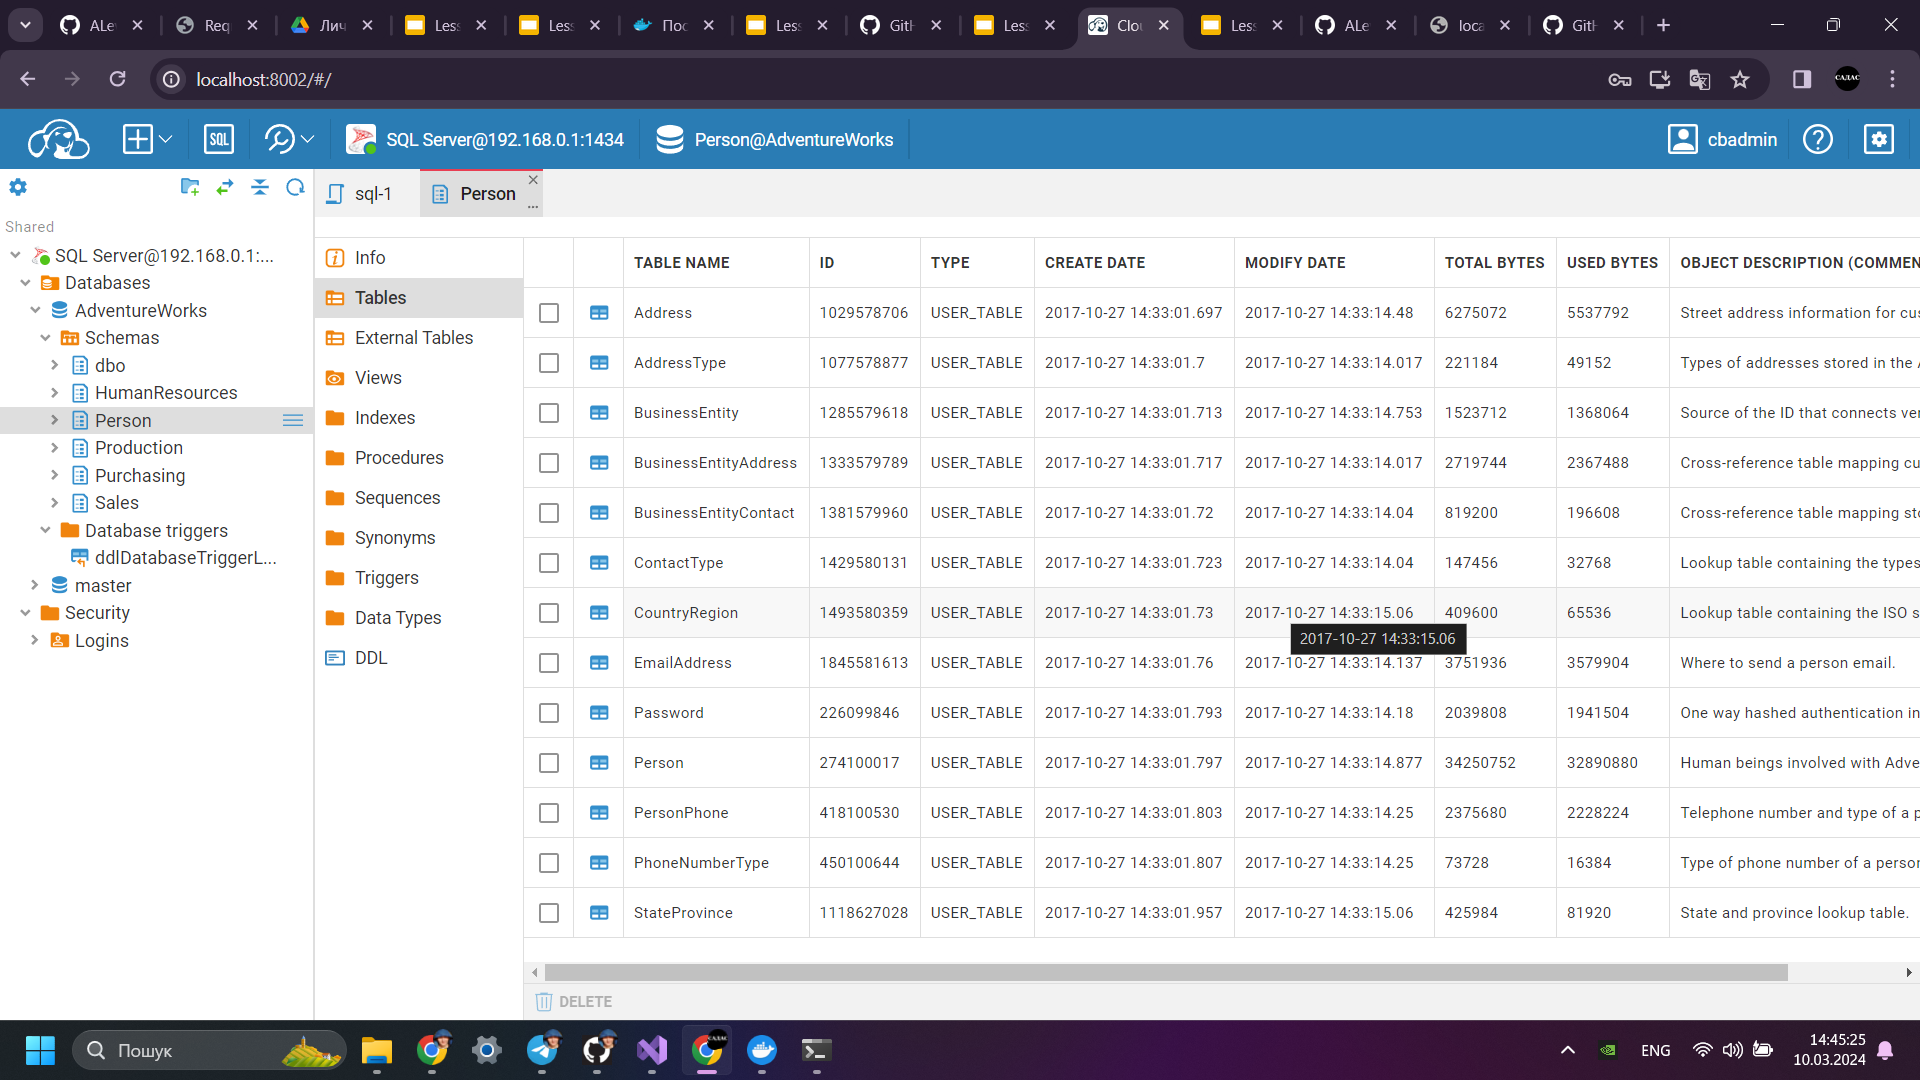 ALe
Req
Лич
Less
Less
Пос
Less
GitH
Less
Clou
Less
ALe
loca
GitH
localhost:8002/#/
САДАС
SQL
SQL Server@192.168.0.1:1434
Person@AdventureWorks
cbadmin
sql-1
Person
Shared
SQL Server@192.168.0.1:...
Databases
AdventureWorks
Schemas
dbo
HumanResources
Person
Production
Purchasing
Sales
Database triggers
ddlDatabaseTriggerL...
master
Security
Logins
Info
Tables
External Tables
Views
Indexes
Procedures
Sequences
Synonyms
Triggers
Data Types
DDL
TABLE NAME ID TYPE CREATE DATE MODIFY DATE TOTAL BYTES USED BYTES OBJECT DESCRIPTION (COMMEN
Address 1029578706 USER_TABLE 2017-10-27 14:33:01.697 2017-10-27 14:33:14.48 6275072 5537792 Street address information for cus
AddressType 1077578877 USER_TABLE 2017-10-27 14:33:01.7 2017-10-27 14:33:14.017 221184 49152 Types of addresses stored in the A
BusinessEntity 1285579618 USER_TABLE 2017-10-27 14:33:01.713 2017-10-27 14:33:14.753 1523712 1368064 Source of the ID that connects ven
BusinessEntityAddress 1333579789 USER_TABLE 2017-10-27 14:33:01.717 2017-10-27 14:33:14.017 2719744 2367488 Cross-reference table mapping cu
BusinessEntityContact 1381579960 USER_TABLE 2017-10-27 14:33:01.72 2017-10-27 14:33:14.04 819200 196608 Cross-reference table mapping sto
ContactType 1429580131 USER_TABLE 2017-10-27 14:33:01.723 2017-10-27 14:33:14.04 147456 32768 Lookup table containing the types
CountryRegion 1493580359 USER_TABLE 2017-10-27 14:33:01.73 2017-10-27 14:33:15.06 409600 65536 Lookup table containing the ISO s
2017-10-27 14:33:15.06
EmailAddress 1845581613 USER_TABLE 2017-10-27 14:33:01.76 2017-10-27 14:33:14.137 3751936 3579904 Where to send a person email.
Password 226099846 USER_TABLE 2017-10-27 14:33:01.793 2017-10-27 14:33:14.18 2039808 1941504 One way hashed authentication in
Person 274100017 USER_TABLE 2017-10-27 14:33:01.797 2017-10-27 14:33:14.877 34250752 32890880 Human beings involved with Adve
PersonPhone 418100530 USER_TABLE 2017-10-27 14:33:01.803 2017-10-27 14:33:14.25 2375680 2228224 Telephone number and type of a p
PhoneNumberType 450100644 USER_TABLE 2017-10-27 14:33:01.807 2017-10-27 14:33:14.25 73728 16384 Type of phone number of a person
StateProvince 1118627028 USER_TABLE 2017-10-27 14:33:01.957 2017-10-27 14:33:15.06 425984 81920 State and province lookup table.
DELETE
Пошук
ENG
14:45:25
10.03.2024